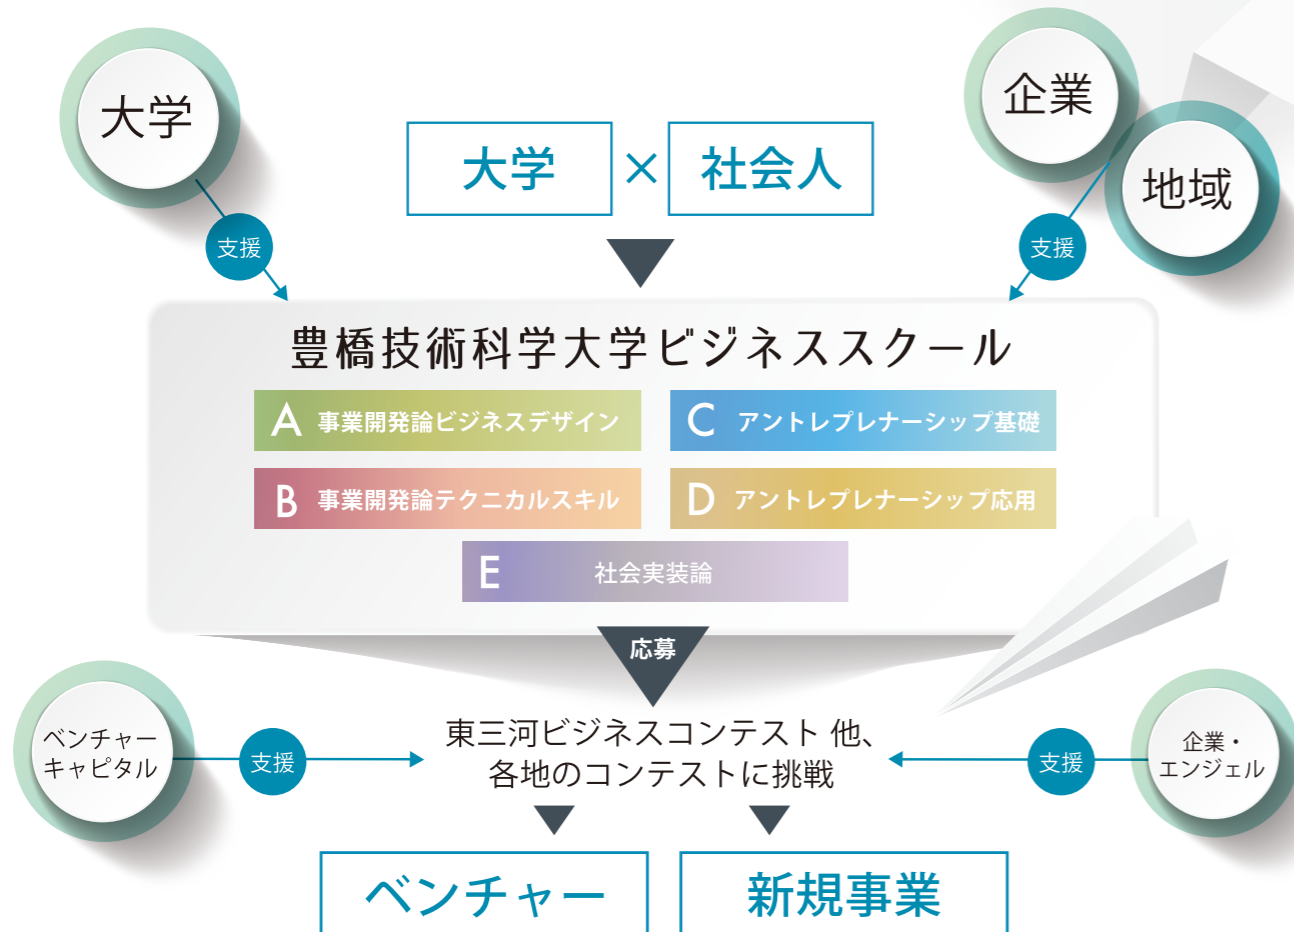 大学
企業
地域
大学 × 社会人
支援
支援
豊橋技術科学大学ビジネススクール
A 事業開発論ビジネスデザイン
C アントレプレナーシップ基礎
B 事業開発論テクニカルスキル
D アントレプレナーシップ応用
E 社会実装論
応募
ベンチャー
キャピタル
支援
東三河ビジネスコンテスト 他、
各地のコンテストに挑戦
支援
企業・
エンジェル
ベンチャー
新規事業